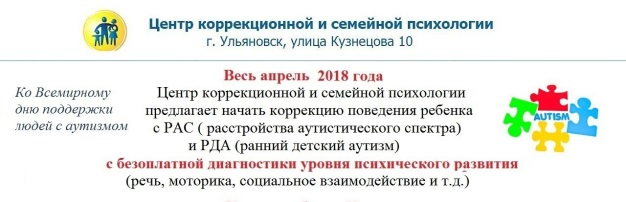 Центр коррекционной и семейной психологии
г. Ульяновск, улица Кузнецова 10
Весь апрель 2018 года
Ко Всемирному
дню поддержки
людей с аутизмом
Центр коррекционной и семейной психологии
предлагает начать коррекцию поведения ребенка
с РАС ( расстройства аутистического спектра)
и РДА (ранний детский аутизм)
с безоплатной диагностики уровня психического развития
(речь, моторика, социальное взаимодействие и т.д.)
AUTISM